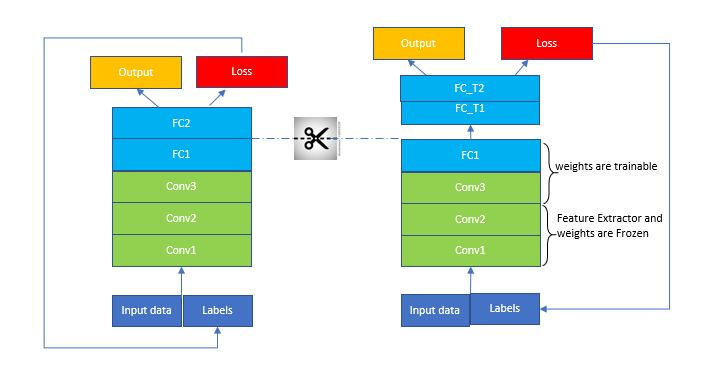 Output
Loss
FC2
FC1
Conv3
Conv2
Conv1
Input data
Labels
Output
Loss
FC_T2
FC_T1
FC1
Conv3
Conv2
Conv1
weights are trainable
Feature Extractor and
weights are Frozen
Input data
Labels